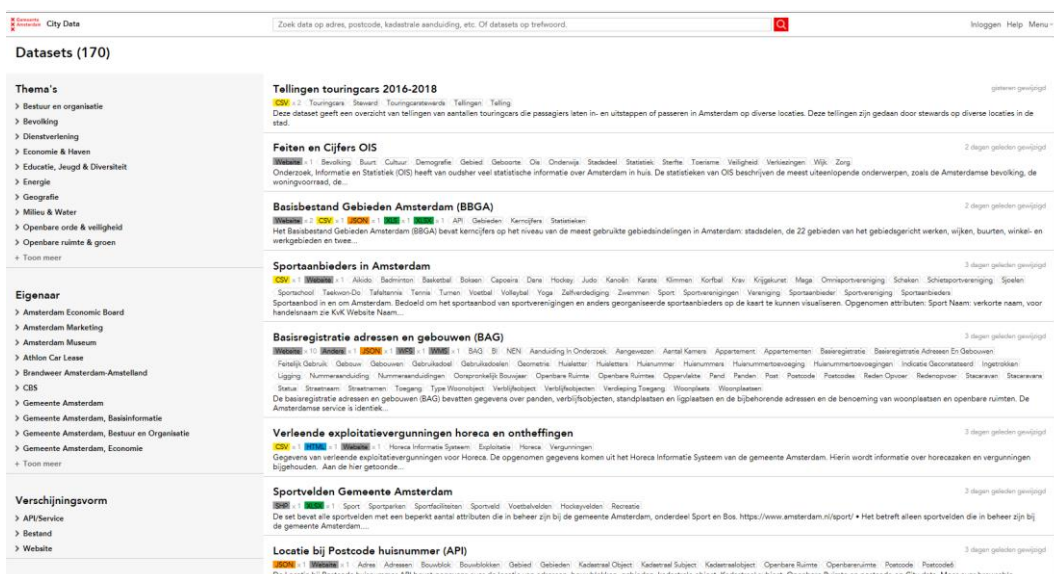 Gemeente
Amsterdam
City Data
Zoek data op adres, postcode, kadastrale aanduiding, etc. Of datasets op trefwoord.
Inloggen Help Menu
Datasets (170)
Thema's
> Bestuur en organisatie
> Bevolking
> Dienstverlening
> Economie & Haven
> Educatie, Jeugd & Diversiteit
> Energie
> Geografie
> Milieu & Water
> Openbare orde & veiligheid
> Openbare ruimte & groen
+ Toon meer
Eigenaar
> Amsterdam Economic Board
> Amsterdam Marketing
> Amsterdam Museum
> Athlon Car Lease
> Brandweer Amsterdam-Amstelland
> CBS
> Gemeente Amsterdam
> Gemeente Amsterdam, Basisinformatie
> Gemeente Amsterdam, Bestuur en Organisatie
> Gemeente Amsterdam, Economie
+ Toon meer
Verschijningsvorm
> API/Service
> Bestand
> Website
Tellingen touringcars 2016-2018
gisteren gewijzigd
CSV x 2 Touringcars Steward Touringcarstewards Tellingen Telling
Deze dataset geeft een overzicht van tellingen van aantallen touringcars die passagiers laten in- en uitstappen of passeren in Amsterdam op diverse locaties. Deze tellingen zijn gedaan door stewards op diverse locaties in de
stad.
Feiten en Cijfers OIS
2 dagen geleden gewijzigd
Website x 1 Bevolking Buurt Cultuur Demografie Gebied Geboorte Ois Onderwijs Stadsdeel Statistiek Sterfte Toerisme Veiligheid Verkiezingen Wijk Zorg
Onderzoek, Informatie en Statistiek (OIS) heeft van oudsher veel statistische informatie over Amsterdam in huis. De statistieken van OIS beschrijven de meest uiteenlopende onderwerpen, zoals de Amsterdamse bevolking, de
woningvoorraad, de...
Basisbestand Gebieden Amsterdam (BBGA)
2 dagen geleden gewijzigd
Website x 2 CSV x 1 JSON x 1 XLS x 1 XLSX x 1 API Gebieden Kerncijfers Statistieken
Het Basisbestand Gebieden Amsterdam (BBGA) bevat kerncijfers op het niveau van de meest gebruikte gebiedsindelingen in Amsterdam: stadsdelen, de 22 gebieden van het gebiedsgericht werken, wijken, buurten, winkel- en
werkgebieden en twee...
Sportaanbieders in Amsterdam
3 dagen geleden gewijzigd
CSV x 1 Website x 1 Aikido Badminton Basketbal Boksen Capoeira Dans Hockey Judo Kanoën Karate Klimmen Korfbal Krav Krijgskunst Maga Omnisportvereniging Schaken Schietsportvereniging Sjoelen
Sportschool Taekwon-Do Tafeltennis Tennis Turnen Voetbal Volleybal Yoga Zelfverdediging Zwemmen Sport Sportverenigingen Vereniging Sportaanbieder Sportvereniging Sportaanbieders
Sportaanbod in en om Amsterdam. Bedoeld om het sportaanbod van sportverenigingen en anders georganiseerde sportaanbieders op de kaart te kunnen visualiseren. Opgenomen attributen: Sport Naam: verkorte naam, voor
handelsnaam zie KvK Website Naam...
Basisregistratie adressen en gebouwen (BAG)
3 dagen geleden gewijzigd
Website x 10 Anders x 1 JSON x 1 WFS x 1 WMS x 1 BAG BI NEN Aanduiding In Onderzoek Aangewezen Aantal Kamers Appartement Appartementen Basisregistratie Basisregistratie Adressen En Gebouwen
Feitelijk Gebruik Gebouw Gebouwen Gebruiksdoel Gebruiksdoelen Geometrie Huisletter Huisletters Huisnummer Huisnummers Huisnummertoevoeging Huisnummertoevoegingen Indicatie Geconstateerd Ingetrokken
Ligging Nummeraanduiding Nummeraanduidingen Oorspronkelijk Bouwjaar Openbare Ruimte Openbare Ruimtes Oppervlakte Pand Panden Post Postcode Postcodes Reden Opvoer Redenopvoer Stacaravan Stacaravans
Status Straatnaam Straatnamen Toegang Type Woonobject Verblijfsobject Verblijfsobjecten Verdieping Toegang Woonplaats Woonplaatsen
De basisregistratie adressen en gebouwen (BAG) bevatten gegevens over panden, verblijfsobjecten, standplaatsen en ligplaatsen en de bijbehorende adressen en de benoeming van woonplaatsen en openbare ruimten. De
Amsterdamse service is identiek...
Verleende exploitatievergunningen horeca en ontheffingen
3 dagen geleden gewijzigd
CSV x 1 HTML x 1 Website x 1 Horeca Informatie Systeem Exploitatie Horeca Vergunningen
Gegevens van verleende exploitatievergunningen voor Horeca. De opgenomen gegevens komen uit het Horeca Informatie Systeem van de gemeente Amsterdam. Hierin wordt informatie over horecazaken en vergunningen
bijgehouden. Aan de hier getoonde...
Sportvelden Gemeente Amsterdam
3 dagen geleden gewijzigd
SHP x 1 XLSX x 1 Sport Sportparken Sportfaciliteiten Sportveld Voetbalvelden Hockeyvelden Recreatie
De set bevat alle sportvelden met een beperkt aantal attributen die in beheer zijn bij de gemeente Amsterdam, onderdeel Sport en Bos. https://www.amsterdam.nl/sport/ • Het betreft alleen sportvelden die in beheer zijn bij
de gemeente Amsterdam....
Locatie bij Postcode huisnummer (API)
3 dagen geleden gewijzigd
JSON x 1 Website x 1 Adres Adressen Bouwblok Bouwblokken Gebied Gebieden Kadastraal Object Kadastraal Subject Kadastraalobject Openbare Ruimte Openbareruimte Postcode Postcode6